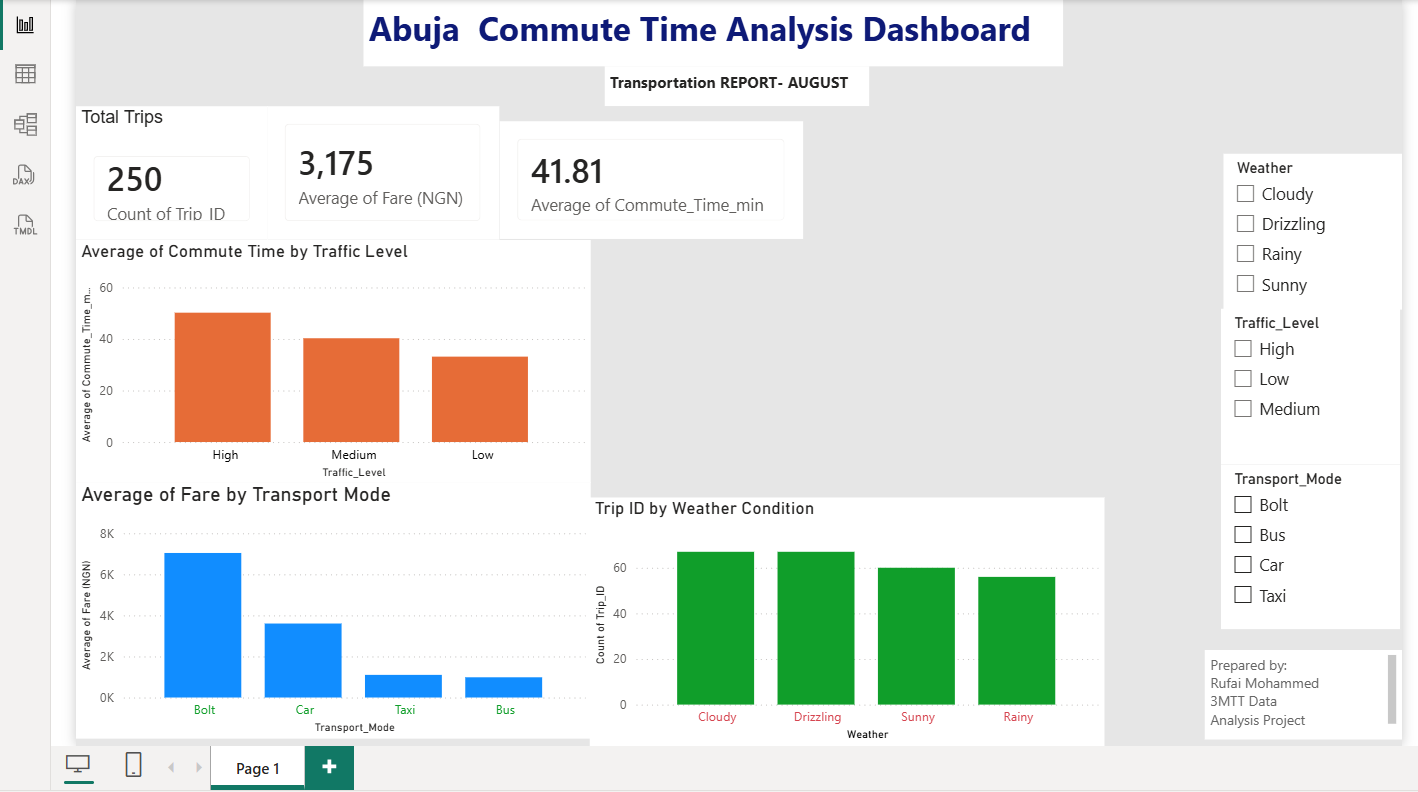 Abuja  Commute Time Analysis Dashboard
Transportation REPORT- AUGUST
DAX
TMDL
Total Trips
250
Count of Trip_ID
3,175
Average of Fare (NGN)
41.81
Average of Commute_Time_min
Average of Commute Time by Traffic Level
Average of Commute_Time_m...
60
40
20
0
High
Medium
Low
Traffic_Level
Average of Fare by Transport Mode
Average of Fare (NGN)
8K
6K
4K
2K
0K
Bolt
Car
Taxi
Bus
Transport_Mode
Trip ID by Weather Condition
Count of Trip_ID
60
40
20
0
Cloudy
Drizzling
Sunny
Rainy
Weather
Weather
Cloudy
Drizzling
Rainy
Sunny
Traffic_Level
High
Low
Medium
Transport_Mode
Bolt
Bus
Car
Taxi
Prepared by:
Rufai Mohammed
3MTT Data
Analysis Project
Page 1